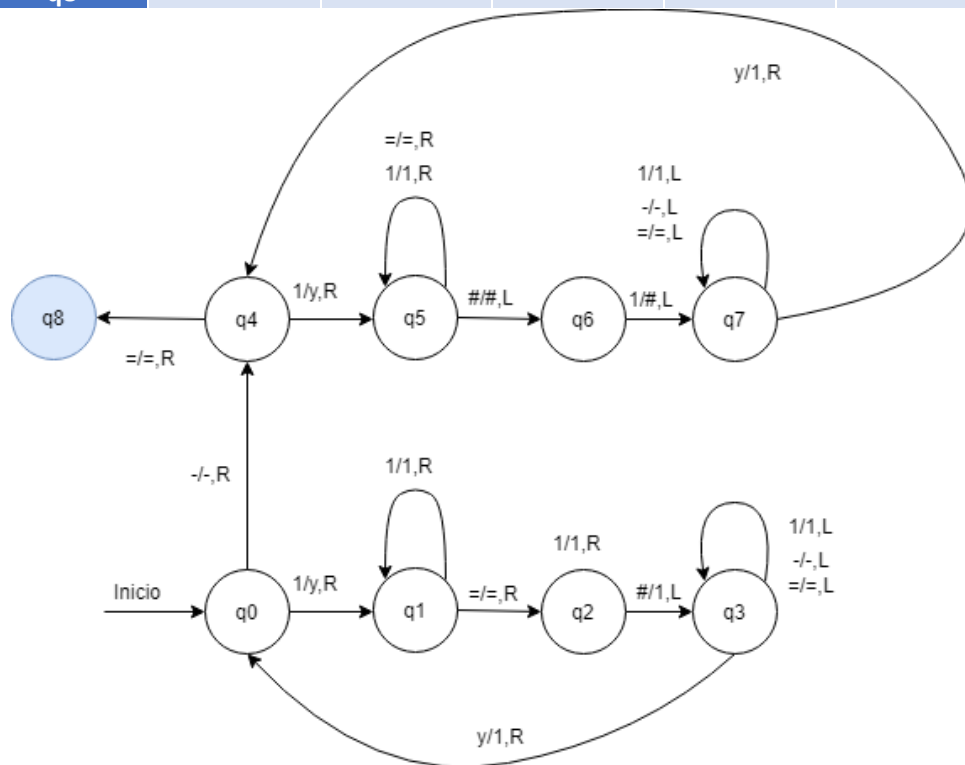 y/1,R
=/=,R
1/1,R
1/1,L
-/-,L
=/=,L
q8
q4
1/y,R
q5
#/#,L
q6
1/#,L
q7
=/=,R
-/-,R
1/1,R
1/1,R
1/1,L
-/-,L
=/=,L
Inicio
q0
1/y,R
q1
=/=,R
q2
#/1,L
q3
y/1,R